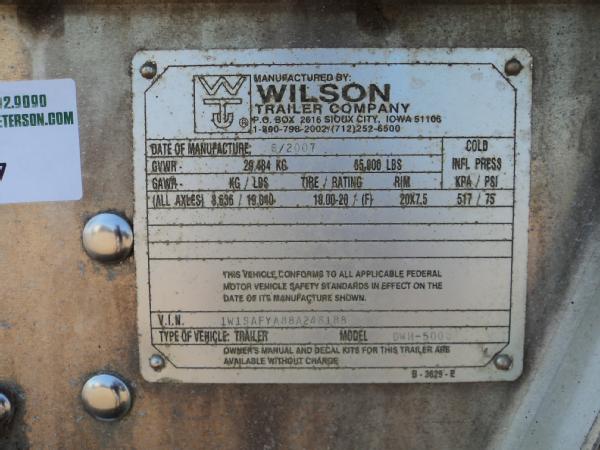 2.9090
ETERSON.COM
7
MANUFACTURED BY:
WILSON
TRAILER COMPANY
P.O. BOX 2616 SIOUX CITY, IOWA 51106
1-800-798-2002/(712)252-6500
DATE OF MANUFACTURE: 6/2007 COLD
GVWR- 29,484 KG 65,000 LBS INFL PRESS
GAWR- KG / LBS TIRE / RATING RIM KPA / PSI
(ALL AXLES) 19,040 10.00-20 / (F) 20X7.5 517 / 75
THIS VEHICLE CONFORMS TO ALL APPLICABLE FEDERAL
MOTOR VEHICLE SAFETY STANDARDS IN EFFECT ON THE
DATE OF ITS MANUFACTURE SHOWN.
V.I.N.
TYPE OF VEHICLE: TRAILER MODEL
OWNER'S MANUAL AND DECAL KITS FOR THIS TRAILER ARE
AVAILABLE WITHOUT CHARGE
B - 3629 - E